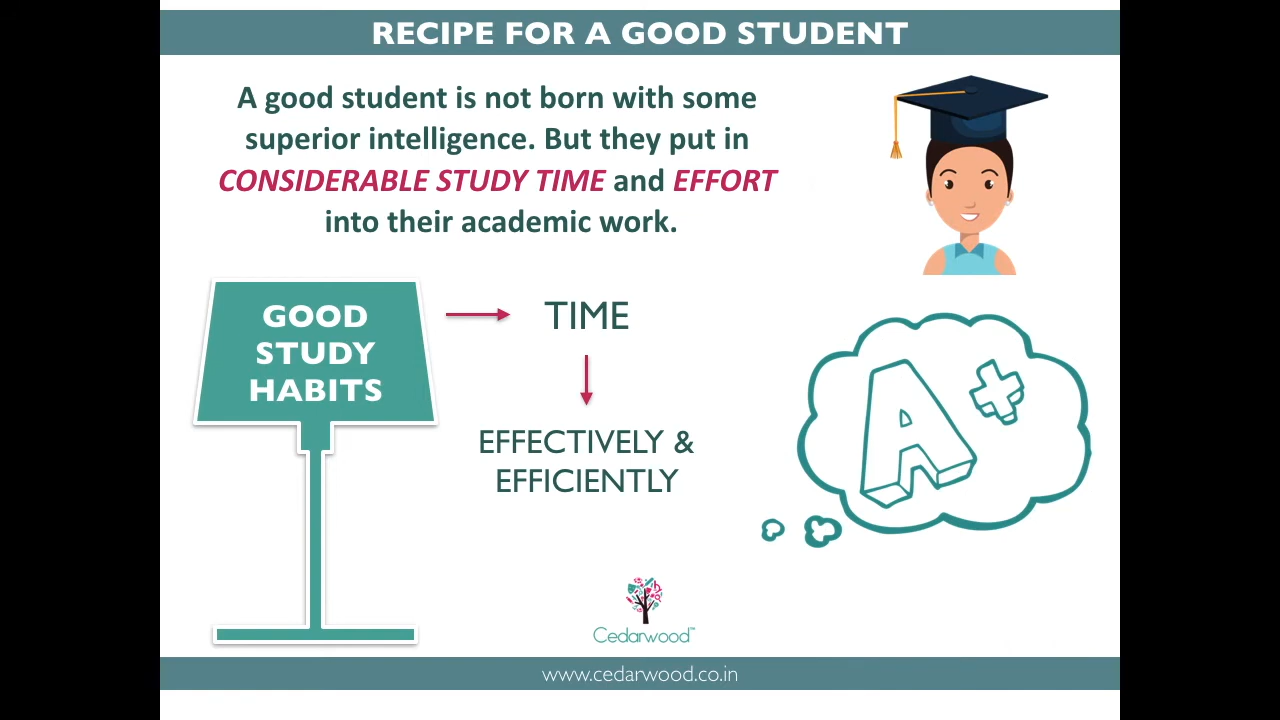 RECIPE FOR A GOOD STUDENT
A good student is not born with some
superior intelligence. But they put in
CONSIDERABLE STUDY TIME and EFFORT
into their academic work.
GOOD
STUDY
HABITS
TIME
EFFECTIVELY &
EFFICIENTLY
A+
Cedarwood™
www.cedarwood.co.in